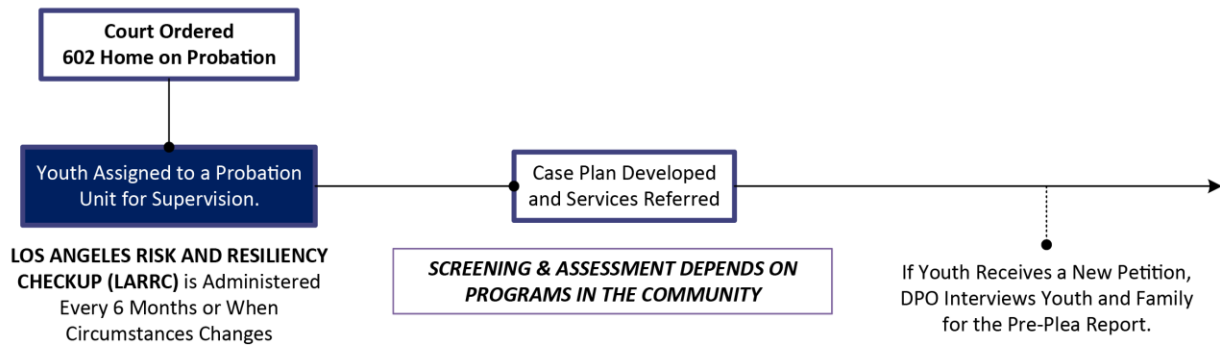 Court Ordered
602 Home on Probation
Youth Assigned to a Probation
Unit for Supervision.
LOS ANGELES RISK AND RESILIENCY
CHECKUP (LARRC) is Administered
Every 6 Months or When
Circumstances Changes
Case Plan Developed
and Services Referred
SCREENING & ASSESSMENT DEPENDS ON
PROGRAMS IN THE COMMUNITY
If Youth Receives a New Petition,
DPO Interviews Youth and Family
for the Pre-Plea Report.